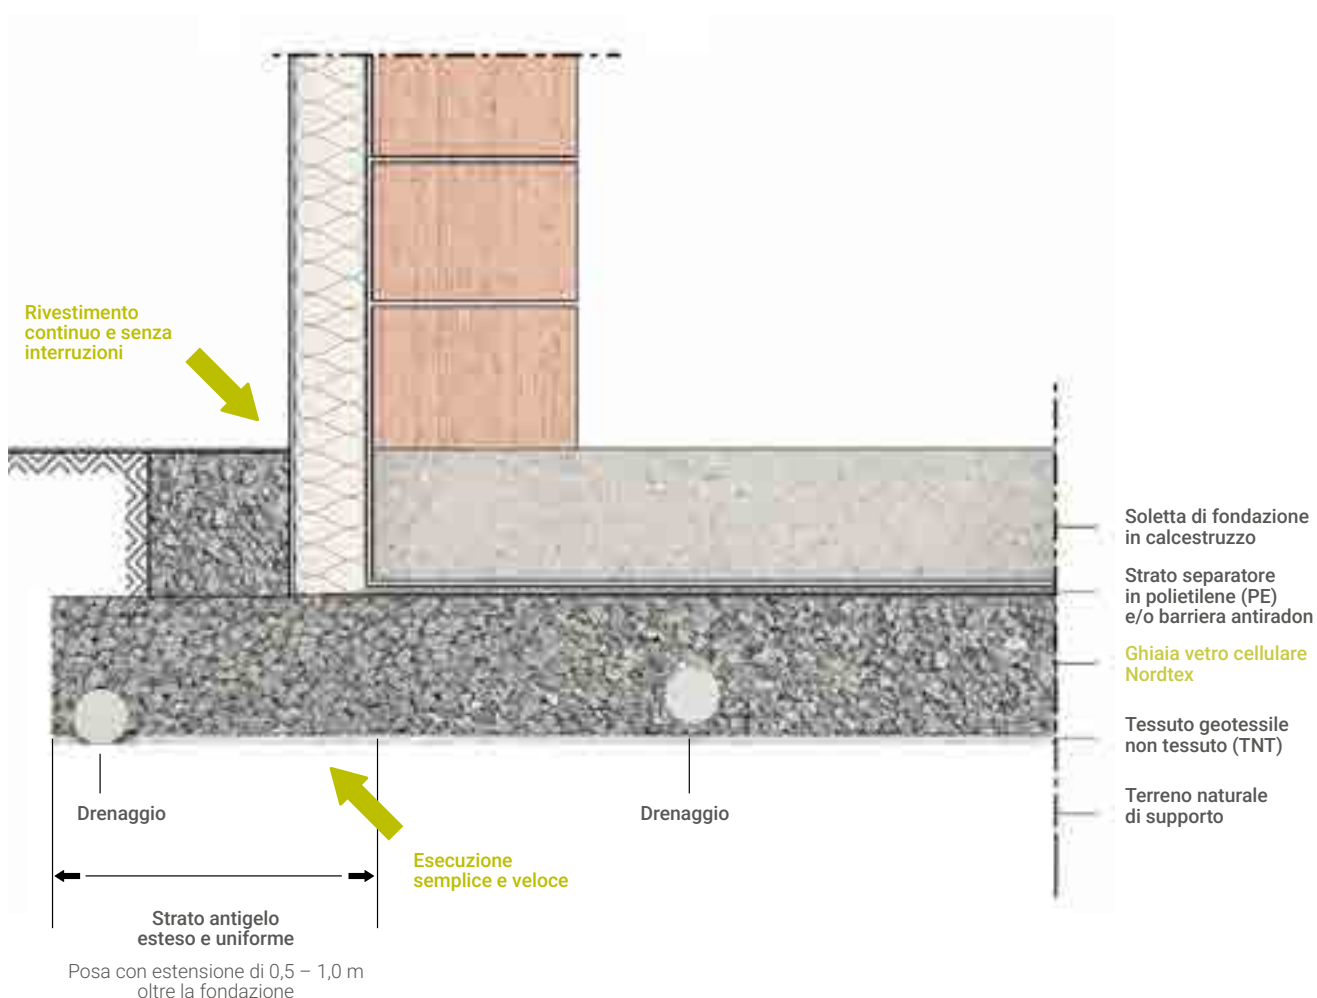 Rivestimento
continuo e senza
interruzioni
Soletta di fondazione
in calcestruzzo
Strato separatore
in polietilene (PE)
e/o barriera antiradon
Ghiaia vetro cellulare
Nordtex
Tessuto geotessile
non tessuto (TNT)
Terreno naturale
di supporto
Drenaggio
Drenaggio
Esecuzione
semplice e veloce
Strato antigelo
esteso e uniforme
Posa con estensione di 0,5 – 1,0 m
oltre la fondazione